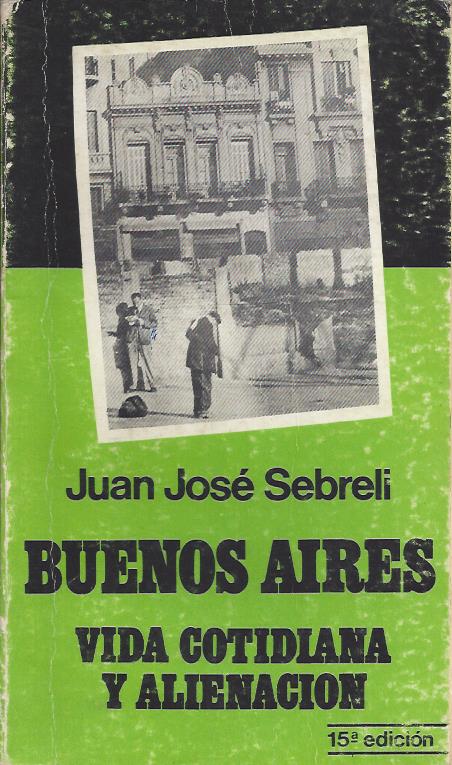 Juan José Sebreli
BUENOS AIRES
VIDA COTIDIANA
Y ALIENACION
15ª edición